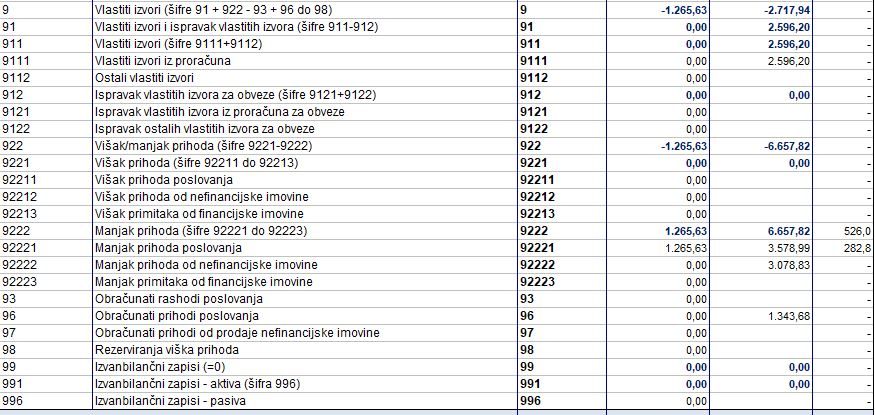 9 Vlastiti izvori (šifre 91 + 922 - 93 + 96 do 98) 9 -1.265,63 -2.717,94 -
91 Vlastiti izvori i ispravak vlastitih izvora (šifre 911-912) 91 0,00 2.596,20 -
911 Vlastiti izvori (šifre 9111+9112) 911 0,00 2.596,20 -
9111 Vlastiti izvori iz proračuna 9111 0,00 2.596,20 -
9112 Ostali vlastiti izvori 9112 0,00 -
912 Ispravak vlastitih izvora za obveze (šifre 9121+9122) 912 0,00 0,00 -
9121 Ispravak vlastitih izvora iz proračuna za obveze 9121 0,00 -
9122 Ispravak ostalih vlastitih izvora za obveze 9122 0,00 -
922 Višak/manjak prihoda (šifre 9221-9222) 922 -1.265,63 -6.657,82 -
9221 Višak prihoda (šifre 92211 do 92213) 9221 0,00 0,00 -
92211 Višak prihoda poslovanja 92211 0,00 -
92212 Višak prihoda od nefinancijske imovine 92212 0,00 -
92213 Višak primitaka od financijske imovine 92213 0,00 -
9222 Manjak prihoda (šifre 92221 do 92223) 9222 1.265,63 6.657,82 526,0
92221 Manjak prihoda poslovanja 92221 1.265,63 3.578,99 282,8
92222 Manjak prihoda od nefinancijske imovine 92222 0,00 3.078,83 -
92223 Manjak primitaka od financijske imovine 92223 0,00 -
93 Obračunati rashodi poslovanja 93 0,00 -
96 Obračunati prihodi poslovanja 96 0,00 1.343,68 -
97 Obračunati prihodi od prodaje nefinancijske imovine 97 0,00 -
98 Rezerviranja viška prihoda 98 0,00 -
99 Izvanbilančni zapisi (=0) 99 0,00 0,00 -
991 Izvanbilančni zapisi - aktiva (šifra 996) 991 0,00 0,00 -
996 Izvanbilančni zapisi - pasiva 996 0,00 -